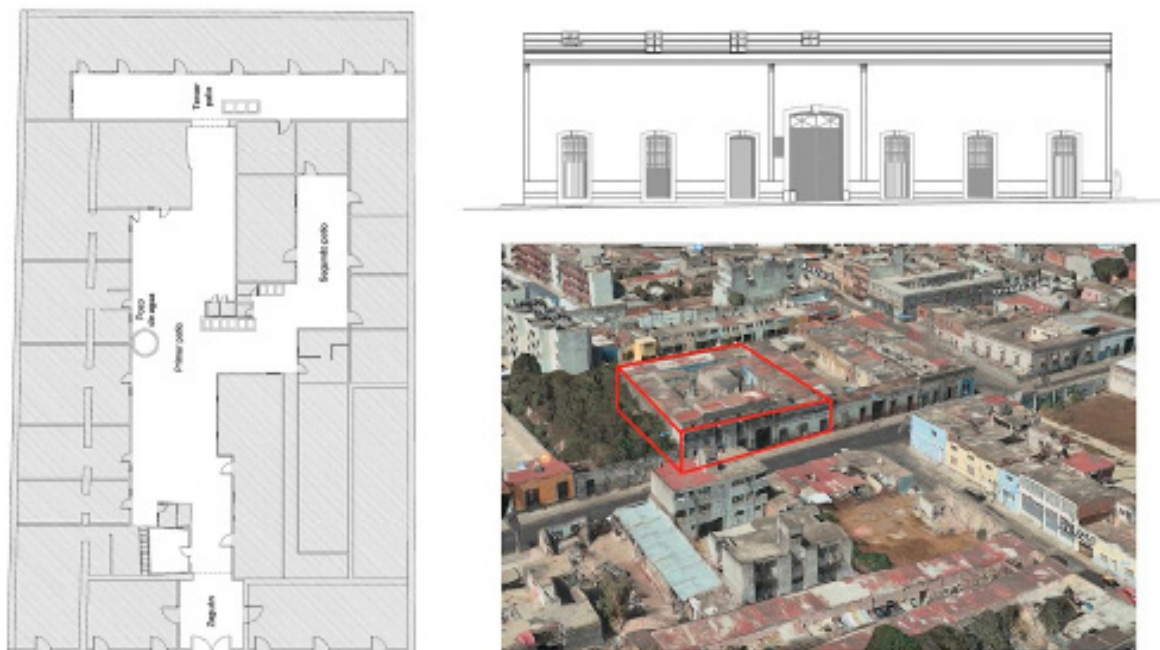 Tercer
patio
Segundo patio
Pozo
de agua
Primer patio
Zaguán